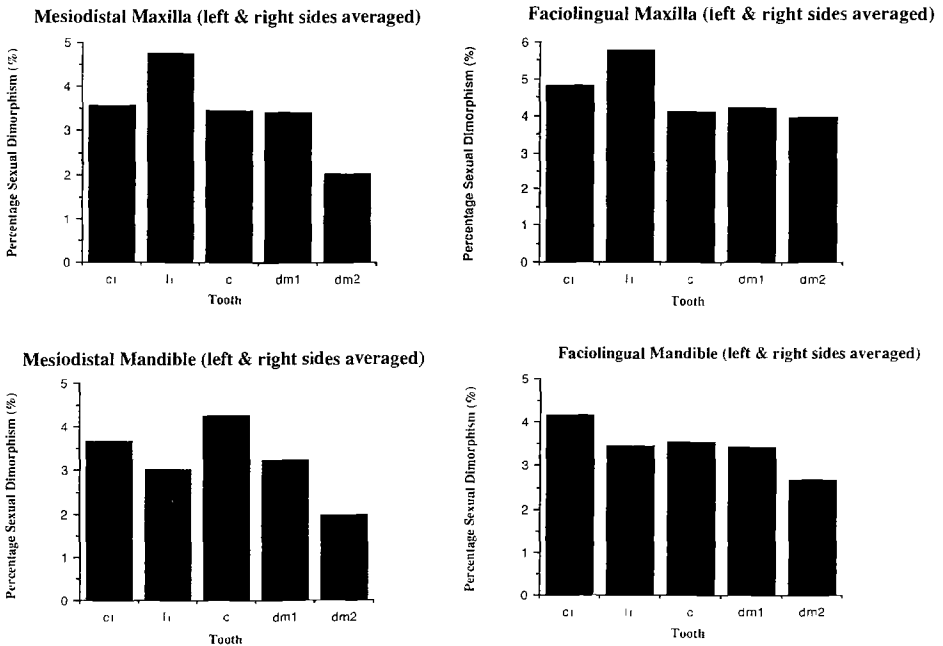 Mesiodistal Maxilla (left & right sides averaged)
Percentage Sexual Dimorphism (%)
5
4
3
2
1
0
ci li c dm1 dm2
Tooth
Faciolingual Maxilla (left & right sides averaged)
Percentage Sexual Dimorphism (%)
6
5
4
3
2
1
0
ci li c dm1 dm2
Tooth
Mesiodistal Mandible (left & right sides averaged)
Percentage Sexual Dimorphism (%)
5
4
3
2
1
0
ci li c dm1 dm2
Tooth
Faciolingual Mandible (left & right sides averaged)
Percentage Sexual Dimorphism (%)
5
4
3
2
1
0
ci li c dm1 dm2
Tooth